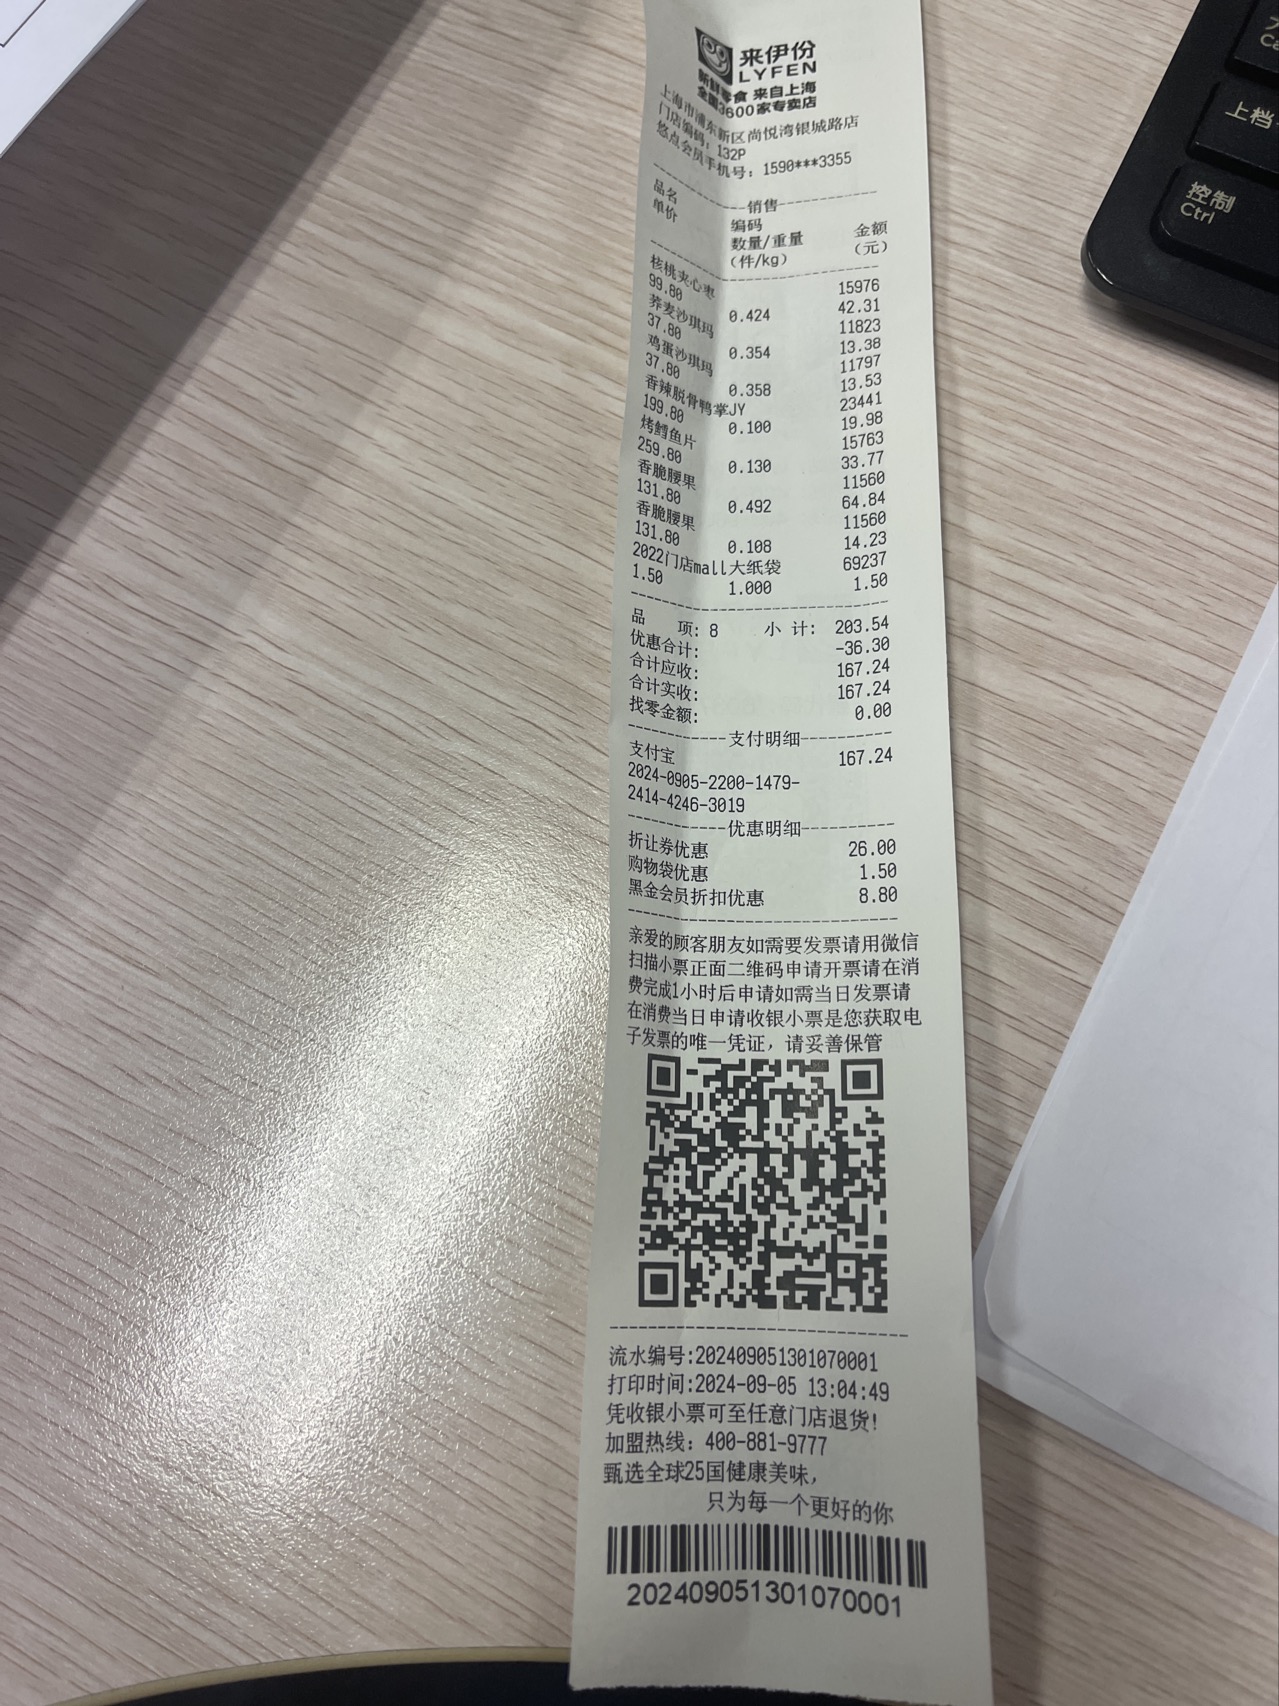 来伊份
LYFEN
新鲜零食 来自上海
全国3600家专卖店
上海市浦东新区尚悦湾银城路店
门店编码：132P
悠点会员手机号：1590***3355
销售
品名 编码 金额
单价 数量/重量 （元）
（件/kg）
核桃夹心枣 15976
99.80 0.424 42.31
荞麦沙琪玛 11823
37.80 0.354 13.38
鸡蛋沙琪玛 11797
37.80 0.358 13.53
香辣脱骨鸭掌JY 23441
199.80 0.100 19.98
烤鳕鱼片 15763
259.80 0.130 33.77
香脆腰果 11560
131.80 0.492 64.84
香脆腰果 11560
131.80 0.108 14.23
2022门店mall大纸袋 69237
1.50 1.000 1.50
品 项：8 小 计：203.54
优惠合计： -36.30
合计应收： 167.24
合计实收： 167.24
找零金额： 0.00
支付明细
支付宝 167.24
2024-0905-2200-1479-
2414-4246-3019
优惠明细
折让券优惠 26.00
购物袋优惠 1.50
黑金会员折扣优惠 8.80
亲爱的顾客朋友如需要发票请用微信
扫描小票正面二维码申请开票请在消
费完成1小时后申请如需当日发票请
在消费当日申请收银小票是您获取电
子发票的唯一凭证，请妥善保管
流水编号:202409051301070001
打印时间:2024-09-05 13:04:49
凭收银小票可至任意门店退货!
加盟热线：400-881-9777
甄选全球25国健康美味，
只为每一个更好的你
202409051301070001
上档
控制
Ctrl